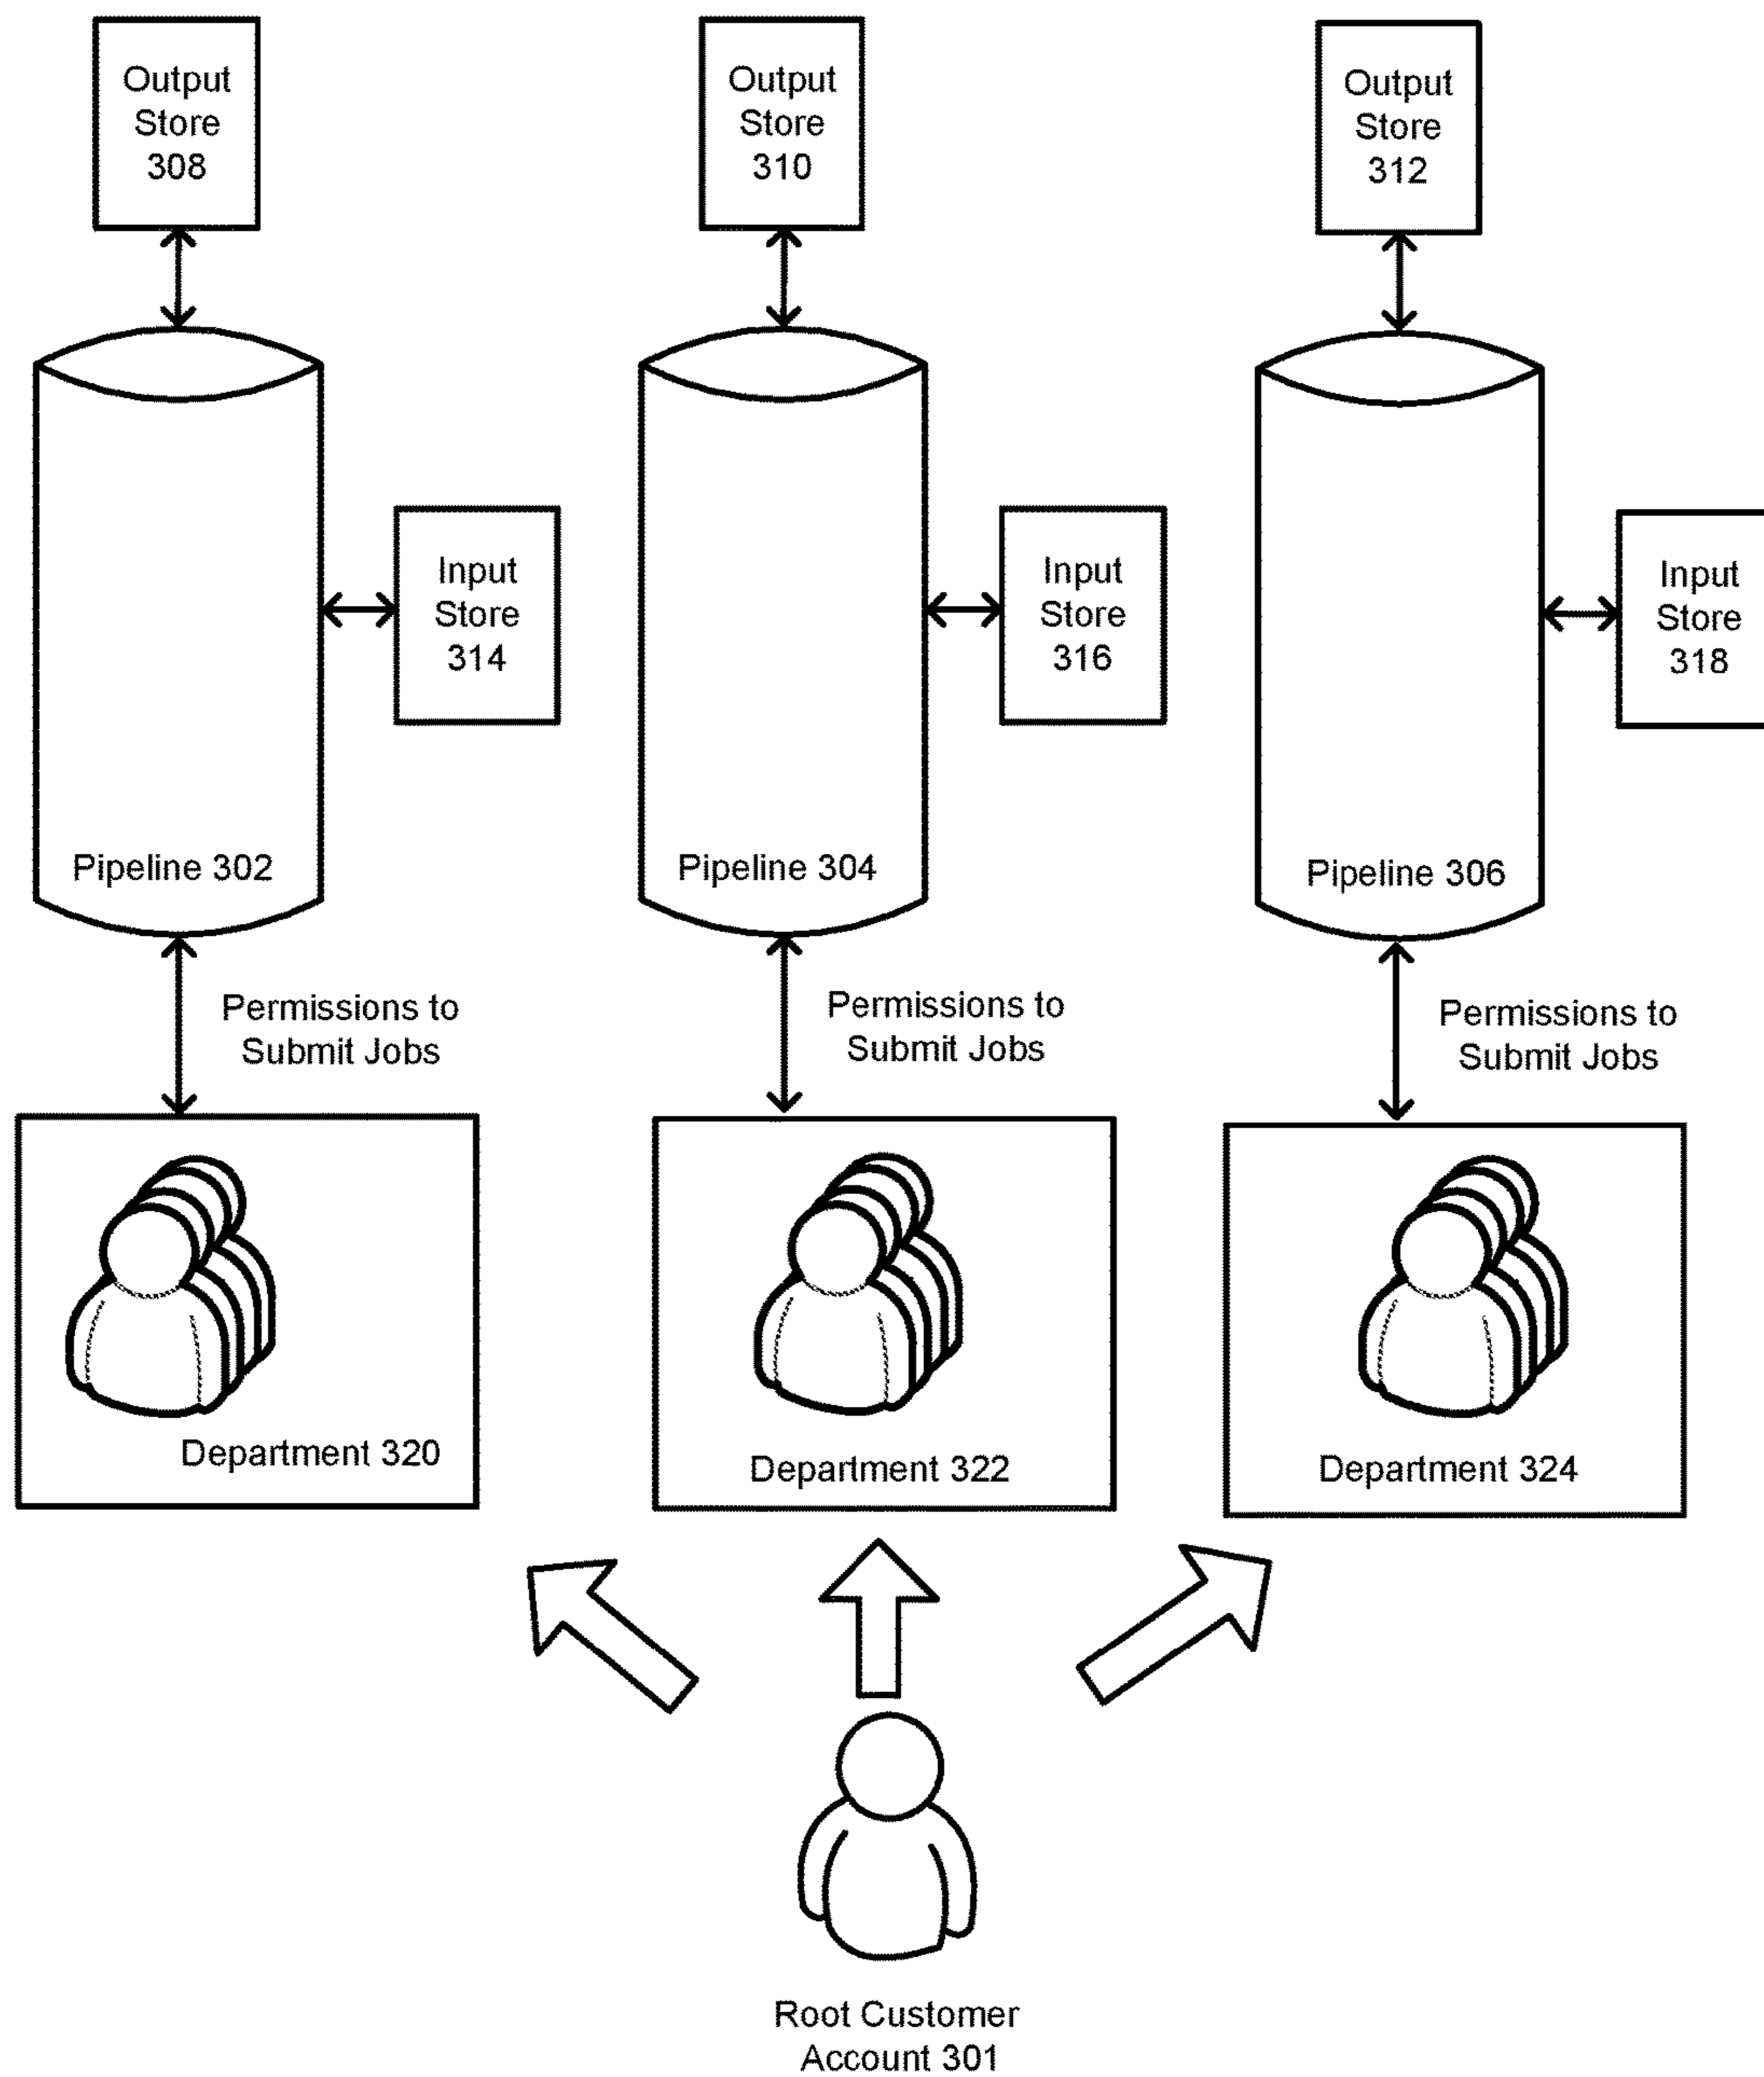 Output
Store
308
Output
Store
310
Output
Store
312
Input
Store
314
Input
Store
316
Input
Store
318
Pipeline 302
Pipeline 304
Pipeline 306
Permissions to
Submit Jobs
Permissions to
Submit Jobs
Permissions to
Submit Jobs
Department 320
Department 322
Department 324
Root Customer
Account 301